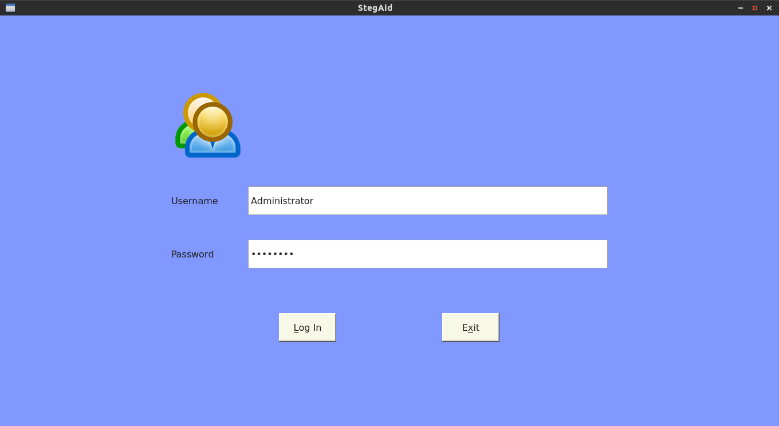 StegAid
Username
Administrator
Password
••••••••
Log In
Exit